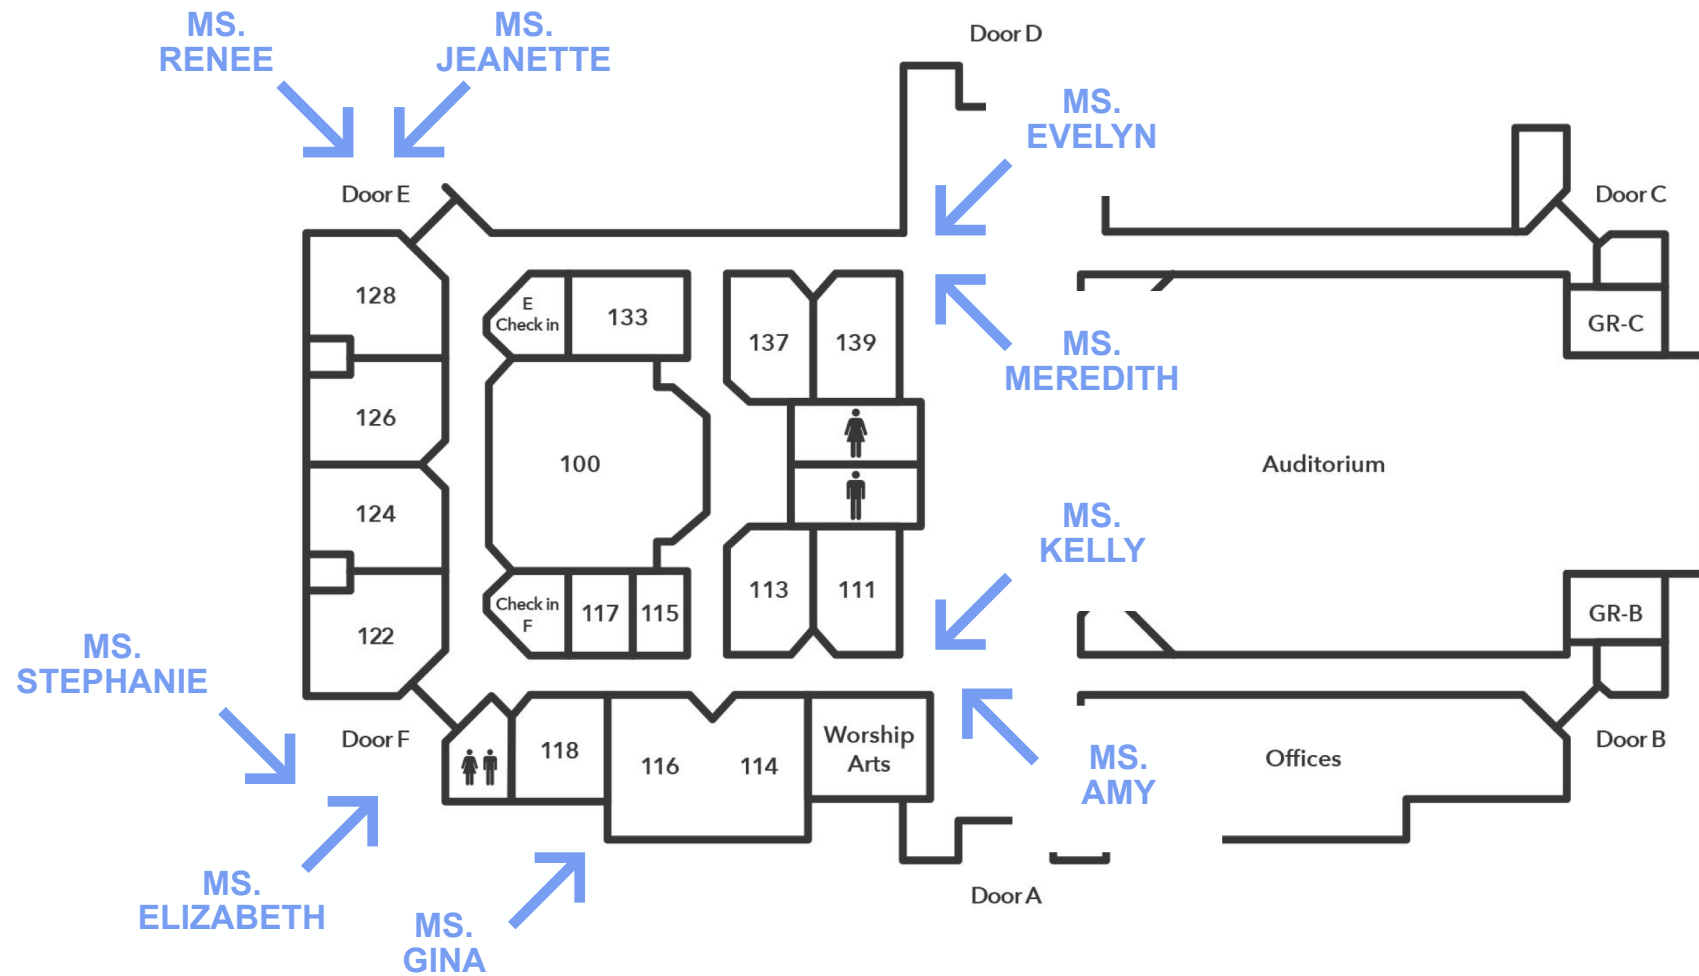 MS.
RENEE
MS.
JEANETTE
Door D
MS.
EVELYN
Door E
Door C
128
E
Check in
133
137
139
GR-C
MS.
MEREDITH
126
100
Auditorium
124
MS.
KELLY
113
111
Check in
F
117
115
GR-B
122
MS.
STEPHANIE
Door F
118
116
114
Worship
Arts
Offices
Door B
MS.
AMY
MS.
ELIZABETH
Door A
MS.
GINA